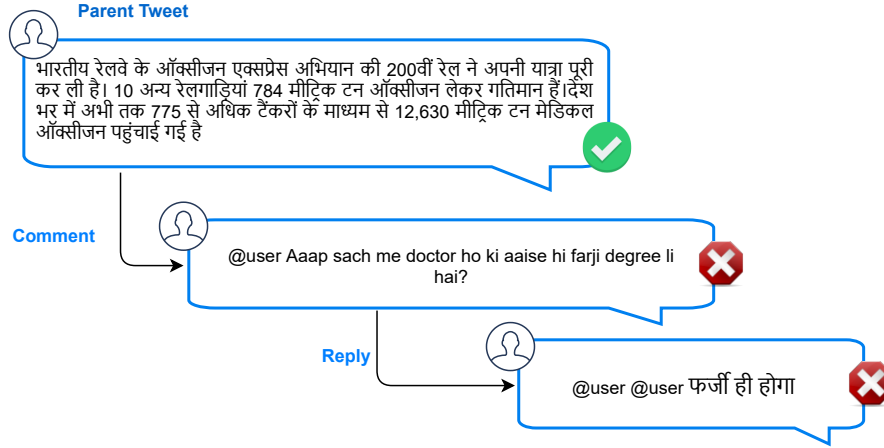 Parent Tweet
भारतीय रेलवे के ऑक्सीजन एक्सप्रेस अभियान की 200वीं रेल ने अपनी यात्रा पूरी
कर ली है। 10 अन्य रेलगाड़ियां 784 मीट्रिक टन ऑक्सीजन लेकर गतिमान हैं।देश
भर में अभी तक 775 से अधिक टैंकरों के माध्यम से 12,630 मीट्रिक टन मेडिकल
ऑक्सीजन पहुंचाई गई है
Comment
@user Aaap sach me doctor ho ki aaise hi farji degree li
hai?
Reply
@user @user फर्जी ही होगा